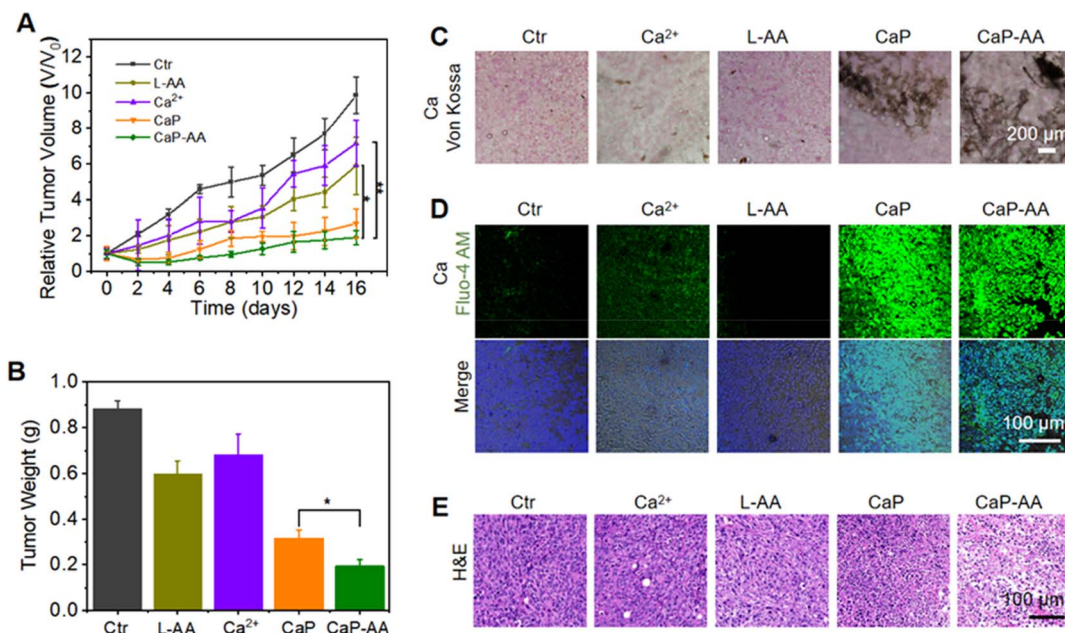 A
Relative Tumor Volume (V/V₀)
12
10
8
6
4
2
0
Ctr
L-AA
Ca²⁺
CaP
CaP-AA
*
**
0 2 4 6 8 10 12 14 16
Time (days)
B
Tumor Weight (g)
1.0
0.8
0.6
0.4
0.2
0.0
*
Ctr L-AA Ca²⁺ CaP CaP-AA
C
Ctr Ca²⁺ L-AA CaP CaP-AA
Ca
Von Kossa
200 µm
D
Ctr Ca²⁺ L-AA CaP CaP-AA
Ca
Fluo-4 AM
Merge
100 µm
E
Ctr Ca²⁺ L-AA CaP CaP-AA
H&E
100 µm